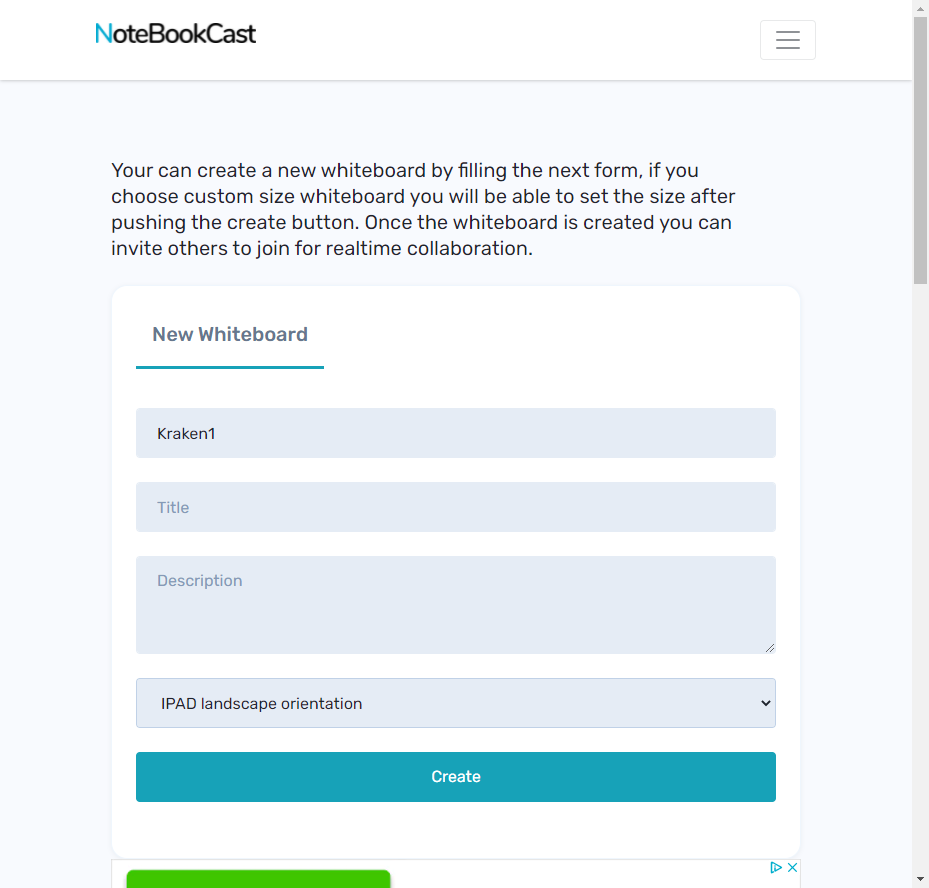 NoteBookCast
Your can create a new whiteboard by filling the next form, if you
choose custom size whiteboard you will be able to set the size after
pushing the create button. Once the whiteboard is created you can
invite others to join for realtime collaboration.
New Whiteboard
Kraken1
Title
Description
IPAD landscape orientation
Create